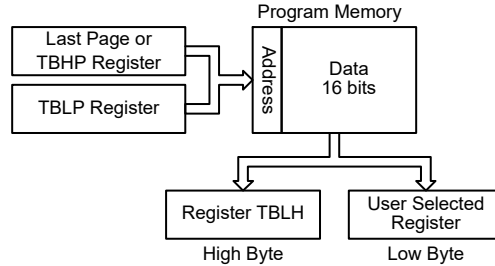 Program Memory
Last Page or
TBHP Register
TBLP Register
Address
Data
16 bits
Register TBLH
High Byte
User Selected
Register
Low Byte